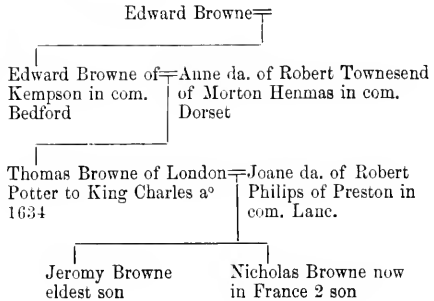 Edward Browne=
Edward Browne of=Anne da. of Robert Townesend
Kempson in com. of Morton Henmas in com.
Bedford Dorset
Thomas Browne of London=Joane da. of Robert
Potter to King Charles aº Philips of Preston in
1634 com. Lanc.
Jeromy Browne Nicholas Browne now
eldest son in France 2 son